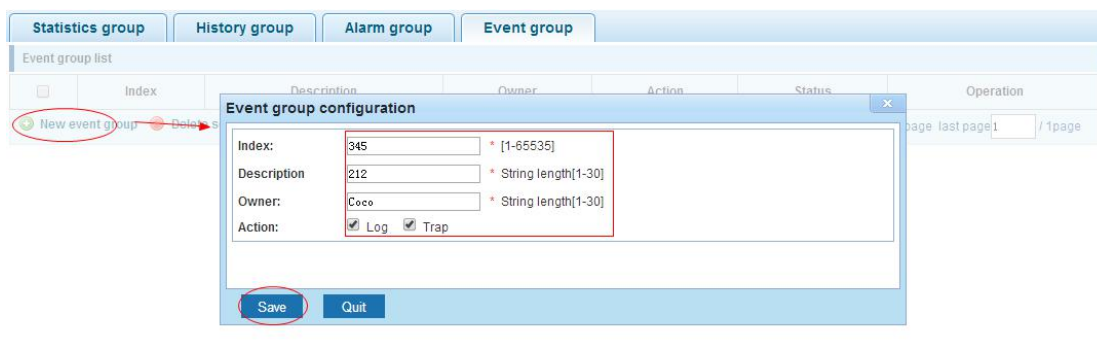 Statistics group History group Alarm group Event group
Event group list
Index Description Owner Action Status Operation
New event group Delete s page last page 1 / 1page
Event group configuration
Index: 345 * [1-65535]
Description 212 * String length[1-30]
Owner: Coco * String length[1-30]
Action: Log Trap
Save Quit